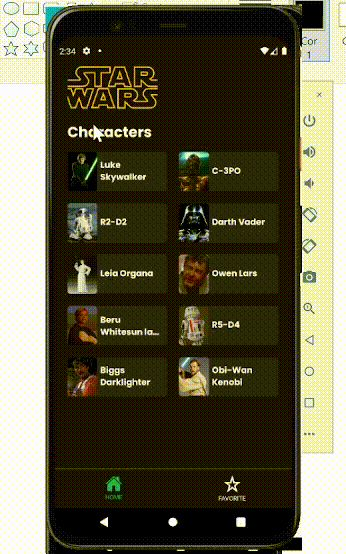 Cor
1
2:34
STAR
WARS
Characters
Luke
Skywalker
C-3PO
R2-D2
Darth Vader
Leia Organa
Owen Lars
Beru
Whitesun la...
R5-D4
Biggs
Darklighter
Obi-Wan
Kenobi
HOME
FAVORITE